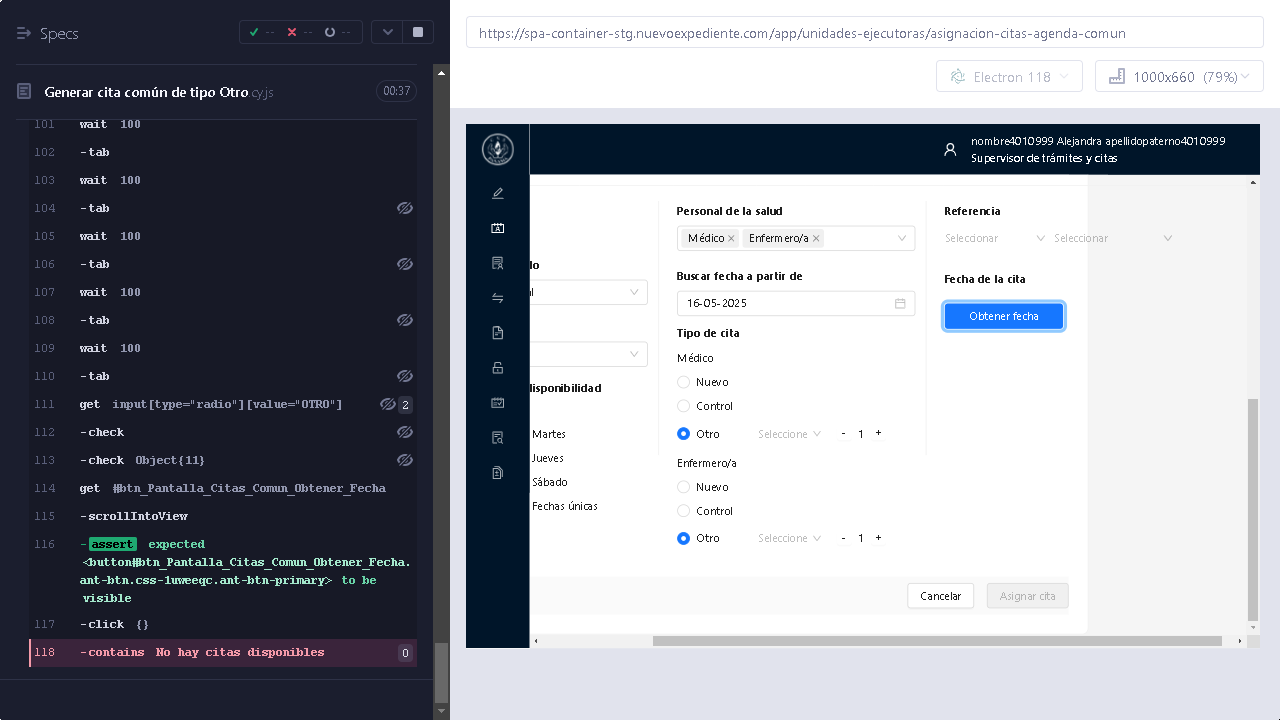 Specs
--
--
--
Generar cita común de tipo Otro cy.js
00:37
101 wait 100
102 -tab
103 wait 100
104 -tab
105 wait 100
106 -tab
107 wait 100
108 -tab
109 wait 100
110 -tab
111 get input[type="radio"][value="OTRO"] 2
112 -check
113 -check Object{11}
114 get #btn_Pantalla_Citas_Comun_Obtener_Fecha
115 -scrollIntoView
116 -assert expected
<button#btn_Pantalla_Citas_Comun_Obtener_Fecha.
ant-btn.css-1uweeqc.ant-btn-primary> to be
visible
117 -click {}
118 -contains No hay citas disponibles 0
https://spa-container-stg.nuevoexpediente.com/app/unidades-ejecutoras/asignacion-citas-agenda-comun
Electron 118
1000x660 (79%)
nombre4010999 Alejandra apellidopaterno4010999
Supervisor de trámites y citas
do
l
disponibilidad
Martes
Jueves
Sábado
Fechas únicas
Personal de la salud
Médico
Enfermero/a
Buscar fecha a partir de
16-05-2025
Tipo de cita
Médico
Nuevo
Control
Otro Seleccione - 1 +
Enfermero/a
Nuevo
Control
Otro Seleccione - 1 +
Referencia
Seleccionar Seleccionar
Fecha de la cita
Obtener fecha
Cancelar Asignar cita